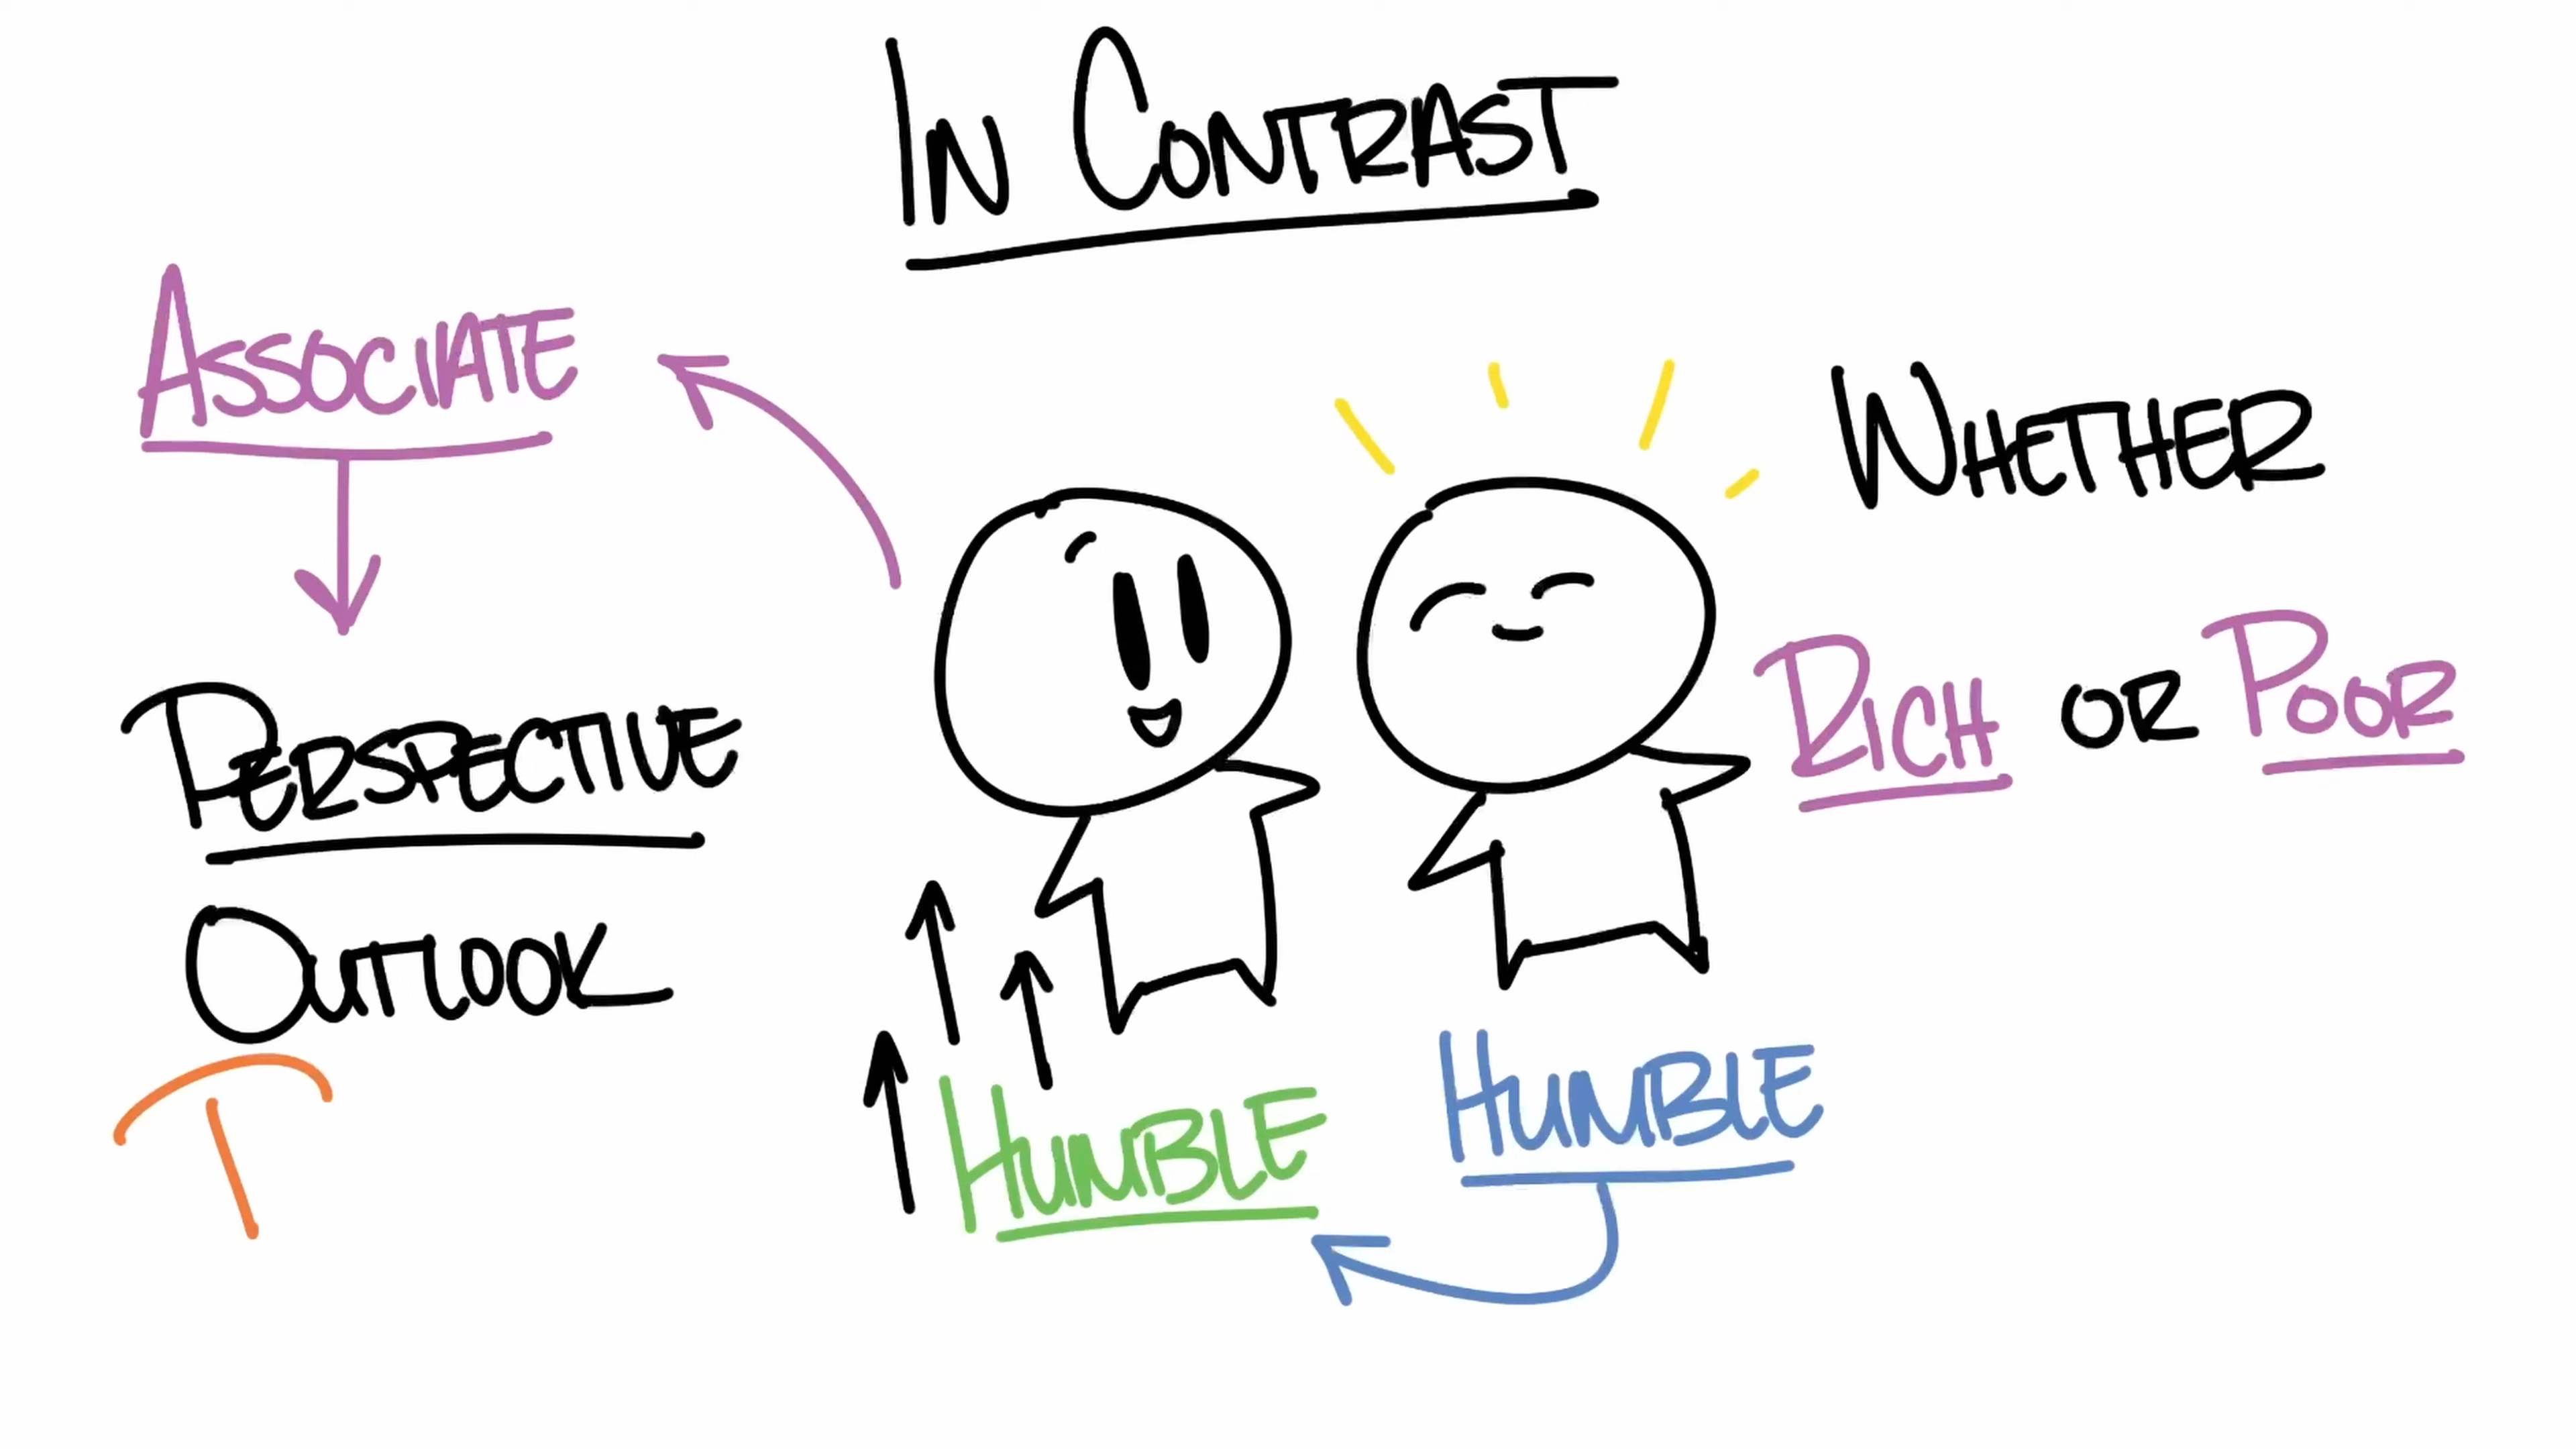 IN CONTRAST
ASSOCIATE
WHETHER
RICH OR POOR
PERSPECTIVE
OUTLOOK
T
HUMBLE
HUMBLE